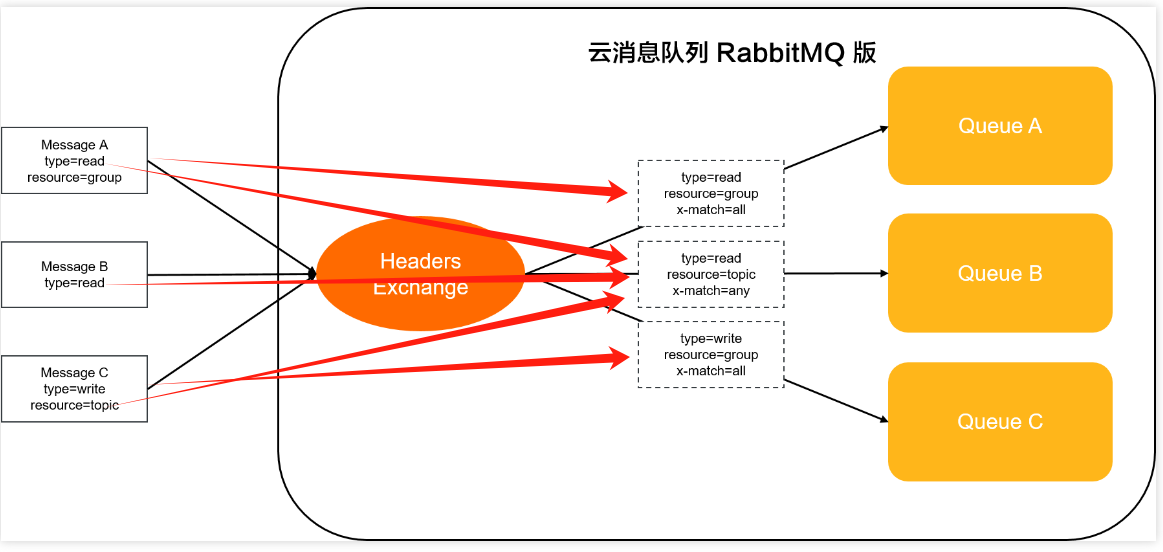 云消息队列 RabbitMQ 版
Message A
type=read
resource=group
Message B
type=read
Message C
type=write
resource=topic
Headers
Exchange
type=read
resource=group
x-match=all
type=read
resource=topic
x-match=any
type=write
resource=group
x-match=all
Queue A
Queue B
Queue C